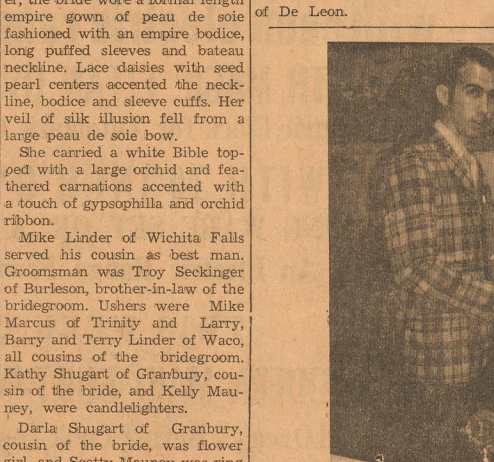 er, the bride wore a formal length
empire gown of peau de soie
fashioned with an empire bodice,
long puffed sleeves and bateau
neckline. Lace daisies with seed
pearl centers accented the neck-
line, bodice and sleeve cuffs. Her
veil of silk illusion fell from a
large peau de soie bow.
She carried a white Bible top-
ped with a large orchid and fea-
thered carnations accented with
a touch of gypsophilla and orchid
ribbon.
Mike Linder of Wichita Falls
served his cousin as best man.
Groomsman was Troy Seckinger
of Burleson, brother-in-law of the
bridegroom. Ushers were Mike
Marcus of Trinity and Larry,
Barry and Terry Linder of Waco,
all cousins of the bridegroom.
Kathy Shugart of Granbury, cou-
sin of the bride, and Kelly Mau-
ney, were candlelighters.
Darla Shugart of Granbury,
cousin of the bride, was flower
girl, and Scotty Mauney was ring
of De Leon.